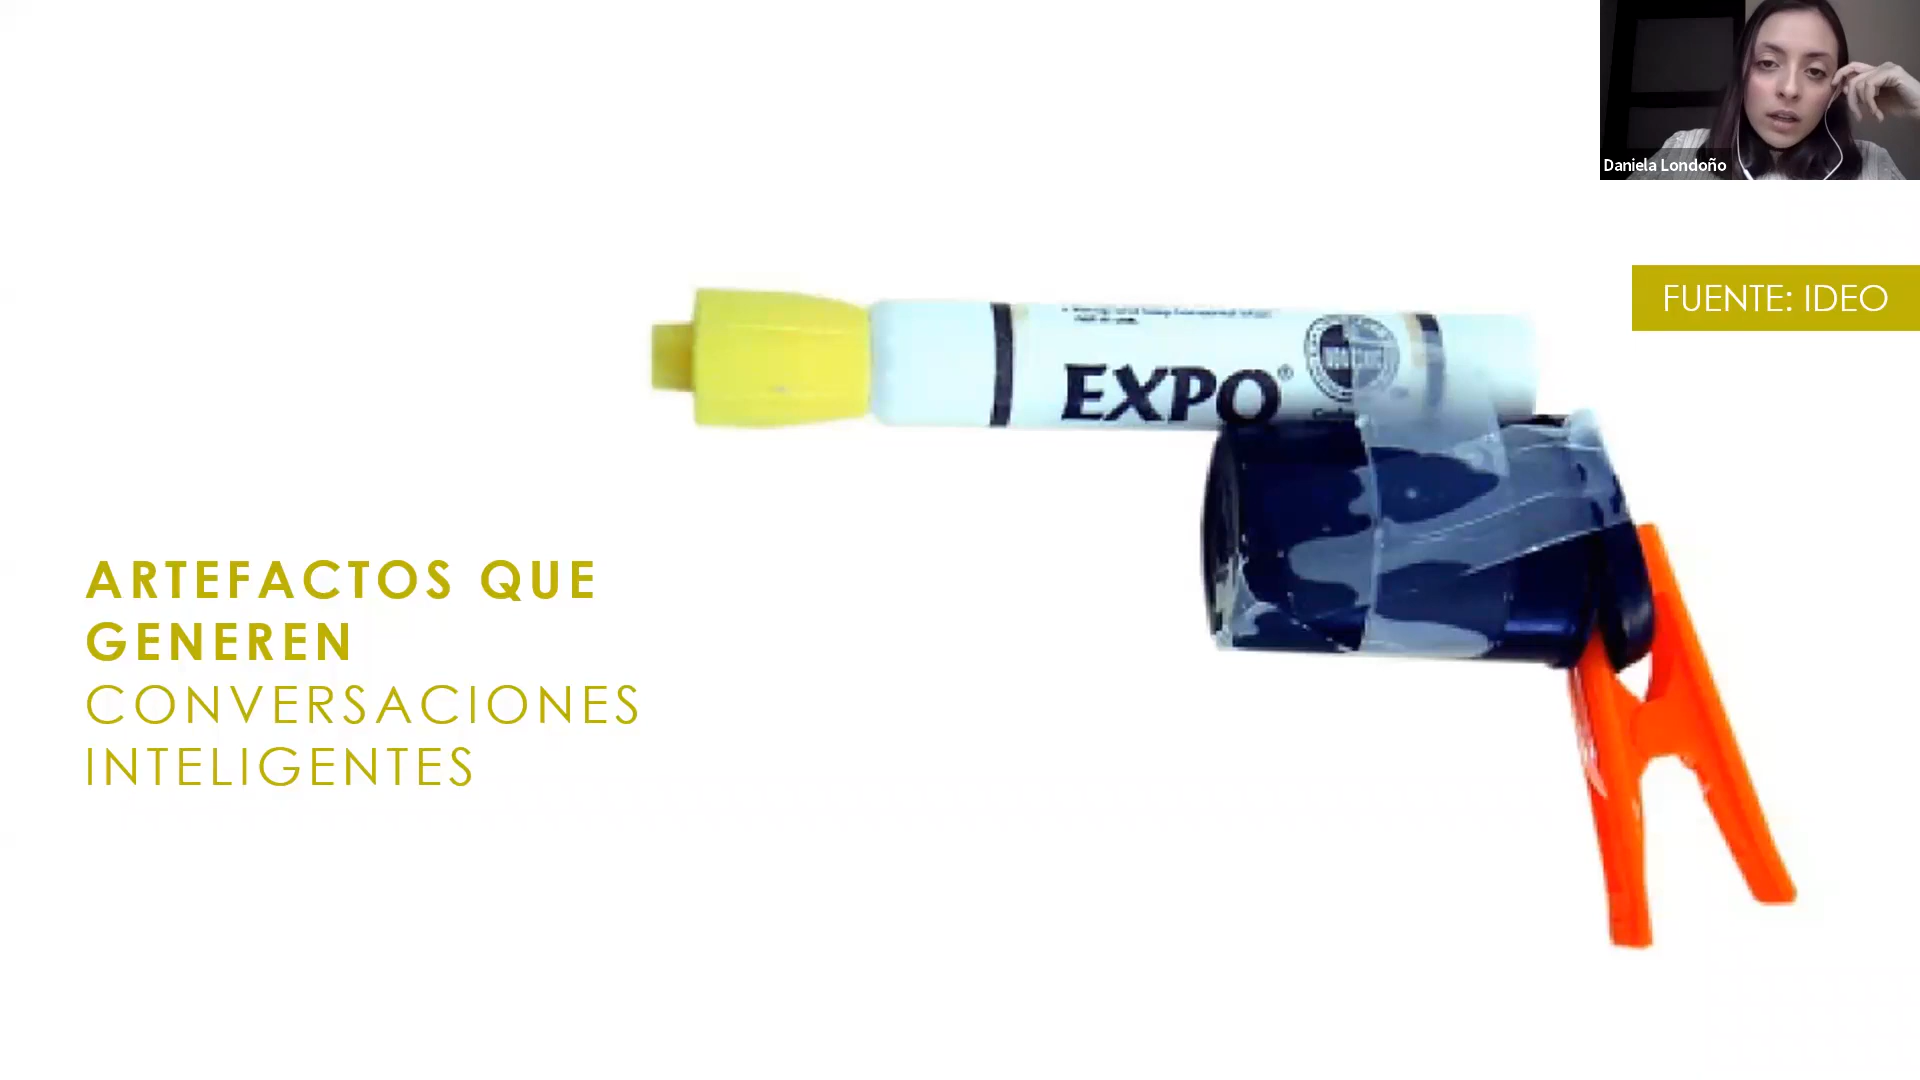 Daniela Londoño
FUENTE: IDEO
EXPO®
ARTEFACTOS QUE
GENEREN
CONVERSACIONES
INTELIGENTES